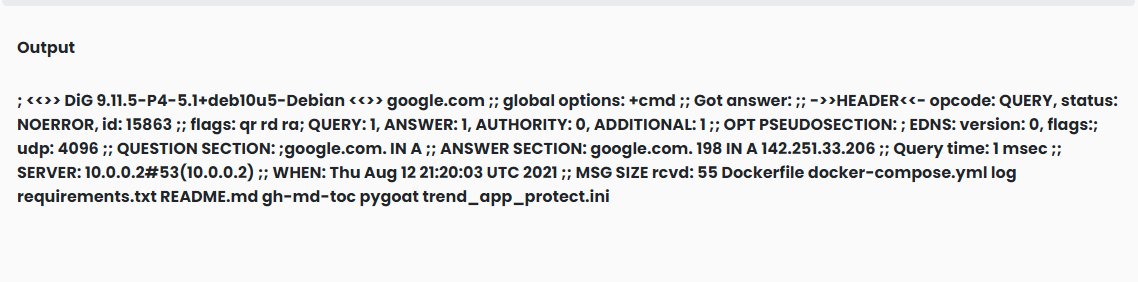 Output
; <<>> DiG 9.11.5-P4-5.1+deb10u5-Debian <<>> google.com ;; global options: +cmd ;; Got answer: ;; ->>HEADER<<- opcode: QUERY, status:
NOERROR, id: 15863 ;; flags: qr rd ra; QUERY: 1, ANSWER: 1, AUTHORITY: 0, ADDITIONAL: 1 ;; OPT PSEUDOSECTION: ; EDNS: version: 0, flags:;
udp: 4096 ;; QUESTION SECTION: ;google.com. IN A ;; ANSWER SECTION: google.com. 198 IN A 142.251.33.206 ;; Query time: 1 msec ;;
SERVER: 10.0.0.2#53(10.0.0.2) ;; WHEN: Thu Aug 12 21:20:03 UTC 2021 ;; MSG SIZE rcvd: 55 Dockerfile docker-compose.yml log
requirements.txt README.md gh-md-toc pygoat trend_app_protect.ini